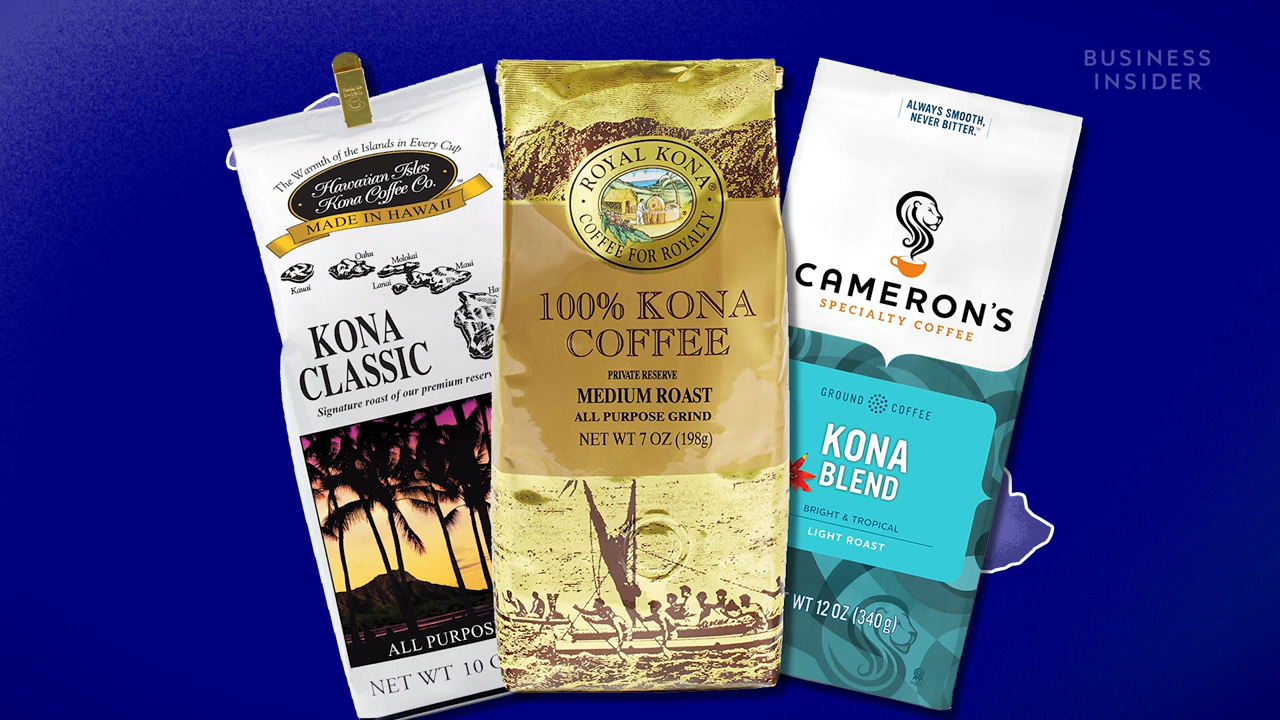 BUSINESS
INSIDER
The Warmth of the Islands in Every Cup
Hawaiian Isles
Kona Coffee Co.™
MADE IN HAWAII
Kauai
Oahu
Molokai
Lanai
Maui
KONA
CLASSIC
Signature roast of our premium
ALL
NET WT 10
ROYAL KONA®
COFFEE FOR ROYALTY
100% KONA
COFFEE
PRIVATE RESERVE
MEDIUM ROAST
ALL PURPOSE GRIND
NET WT 7 OZ (198g)
ALWAYS SMOOTH,
NEVER BITTER.™
CAMERON'S
SPECIALTY COFFEE
GROUND COFFEE
KONA
BLEND
BRIGHT & TROPICAL
LIGHT ROAST
WT 12 OZ (340g)